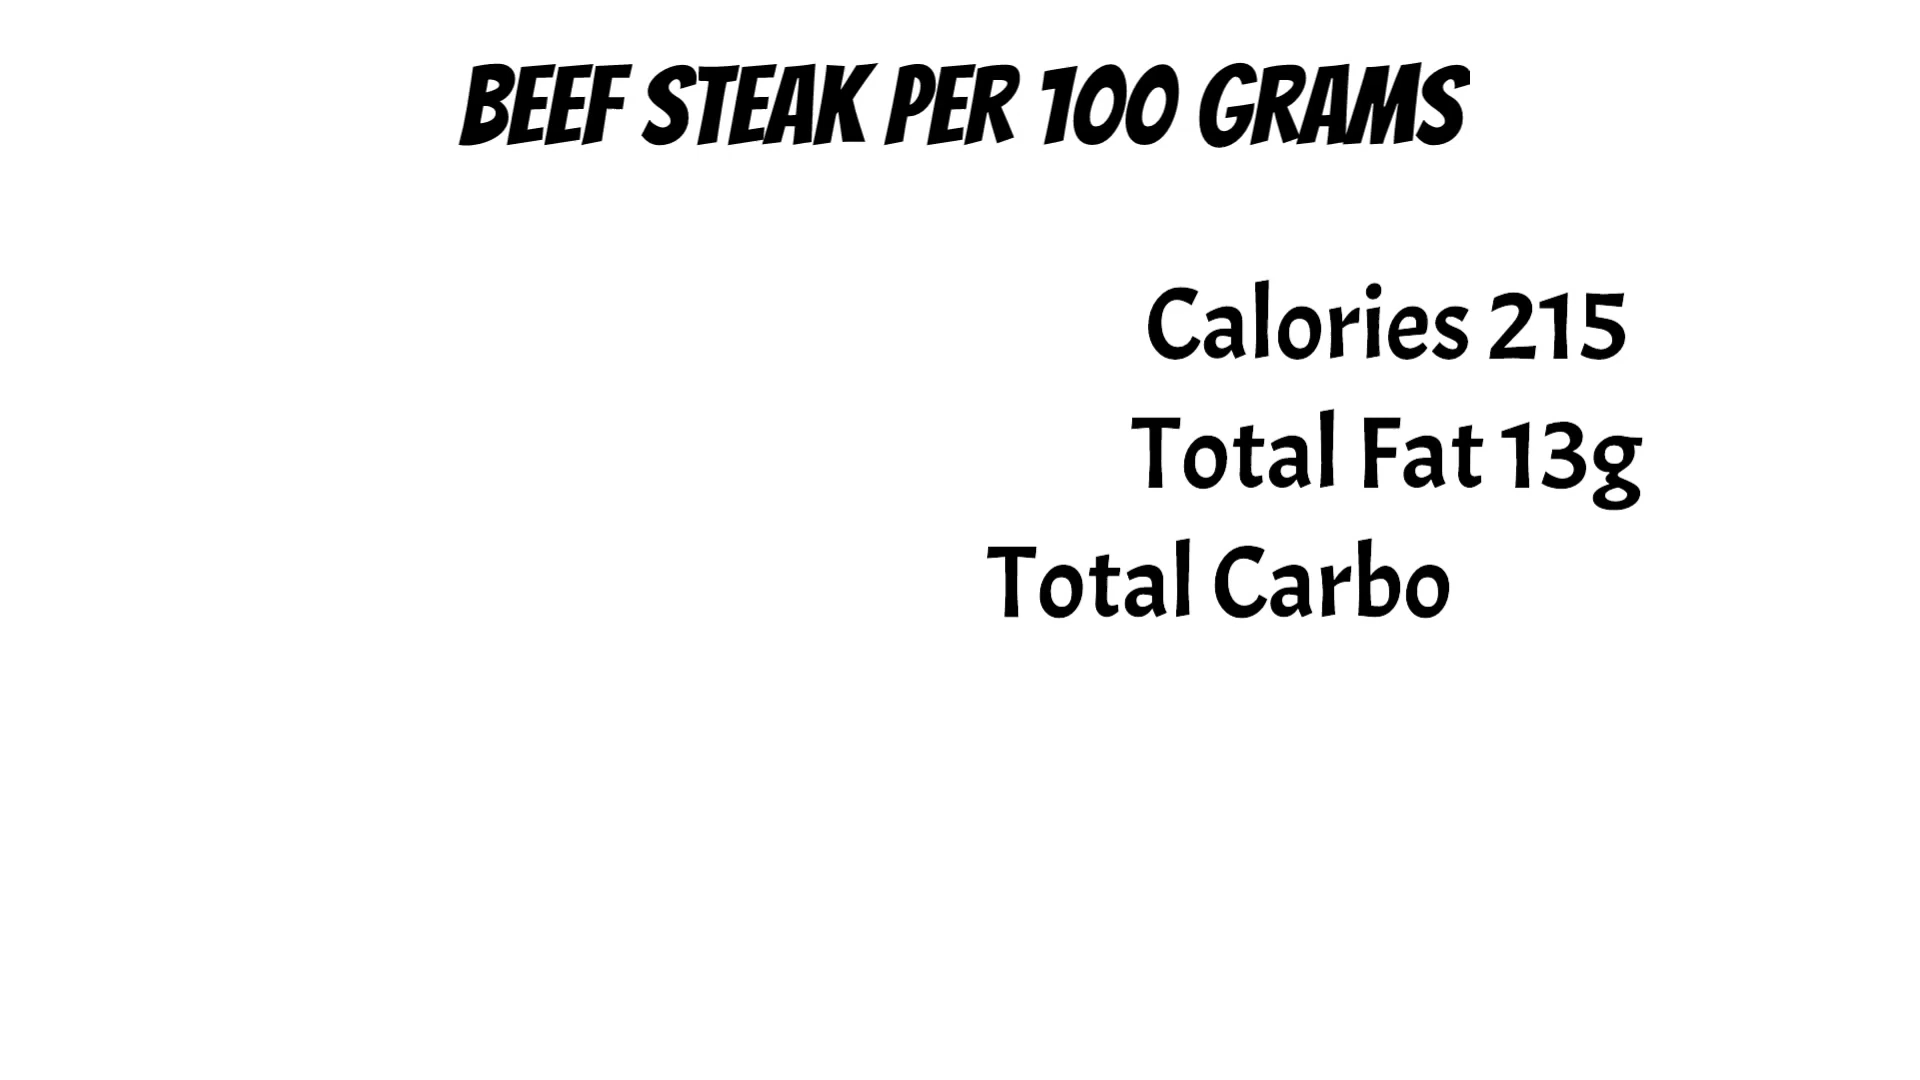 BEEF STEAK PER 100 GRAMS
Calories 215
Total Fat 13g
Total Carbo